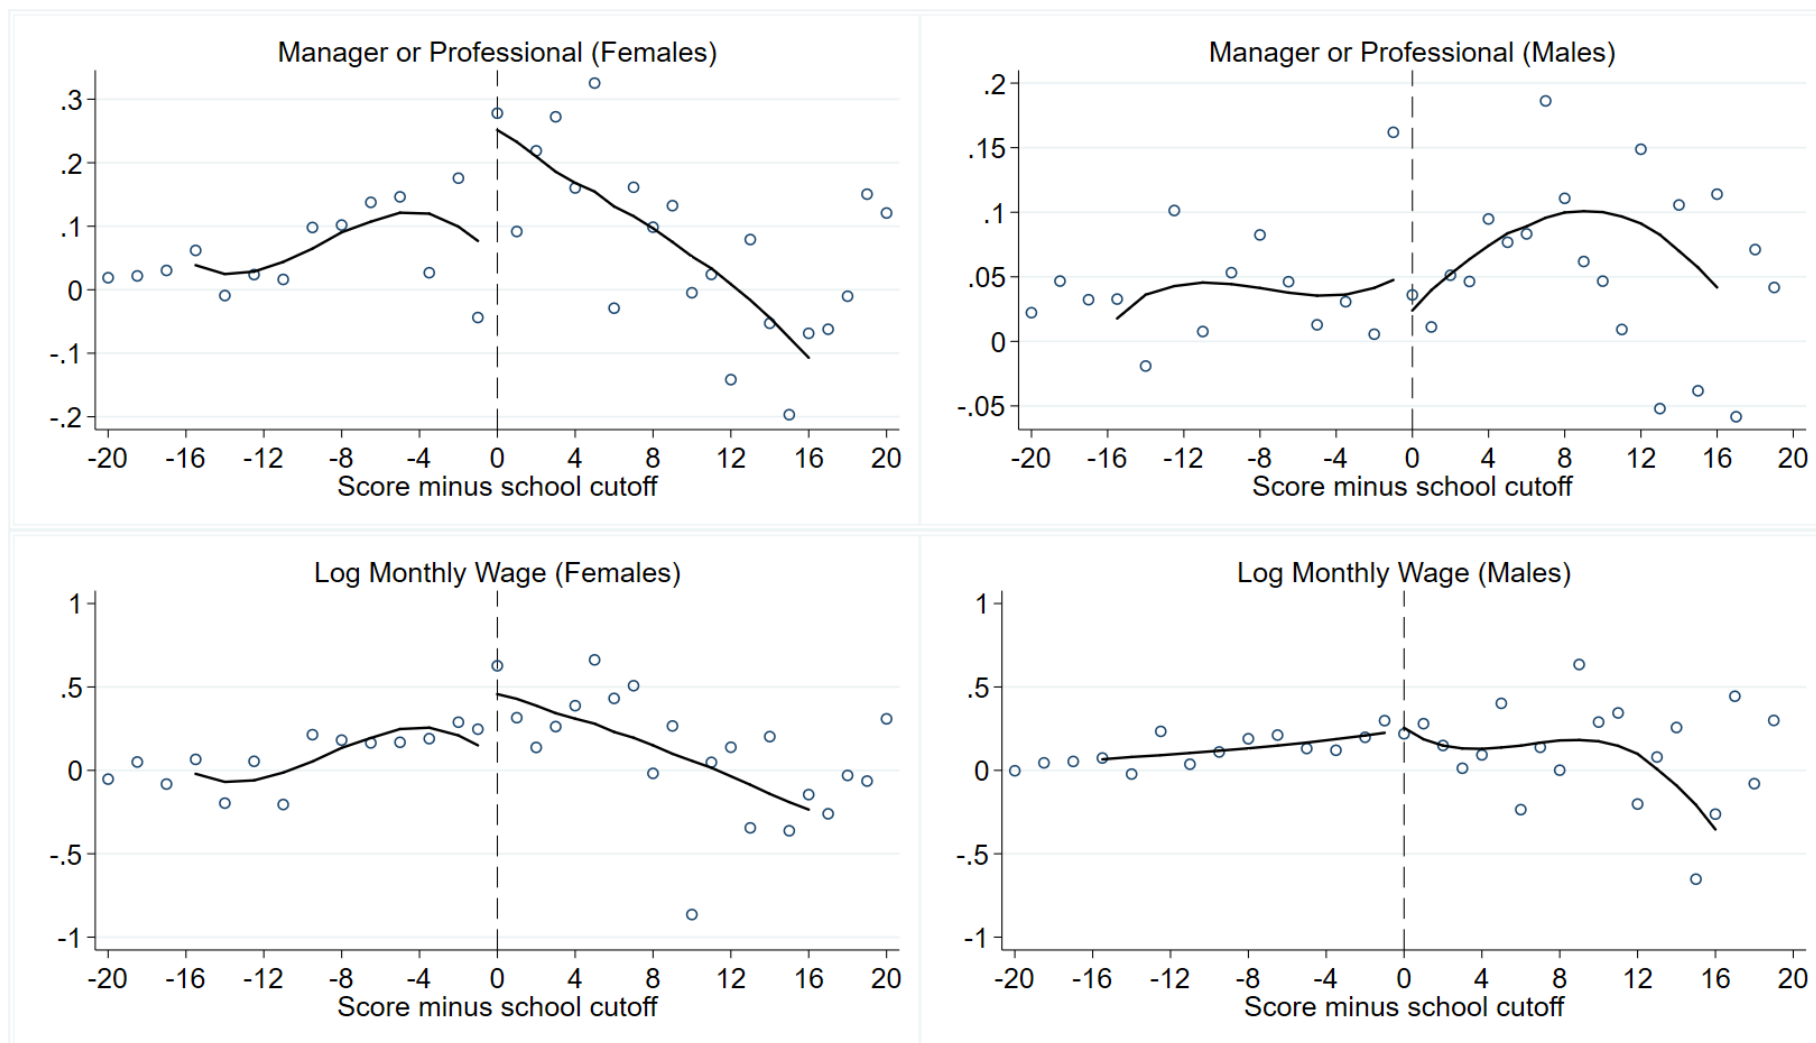 Manager or Professional (Females)
.3
.2
.1
0
-.1
-.2
-20 -16 -12 -8 -4 0 4 8 12 16 20
Score minus school cutoff
Manager or Professional (Males)
.2
.15
.1
.05
0
-.05
-20 -16 -12 -8 -4 0 4 8 12 16 20
Score minus school cutoff
Log Monthly Wage (Females)
1
.5
0
-.5
-1
-20 -16 -12 -8 -4 0 4 8 12 16 20
Score minus school cutoff
Log Monthly Wage (Males)
1
.5
0
-.5
-1
-20 -16 -12 -8 -4 0 4 8 12 16 20
Score minus school cutoff